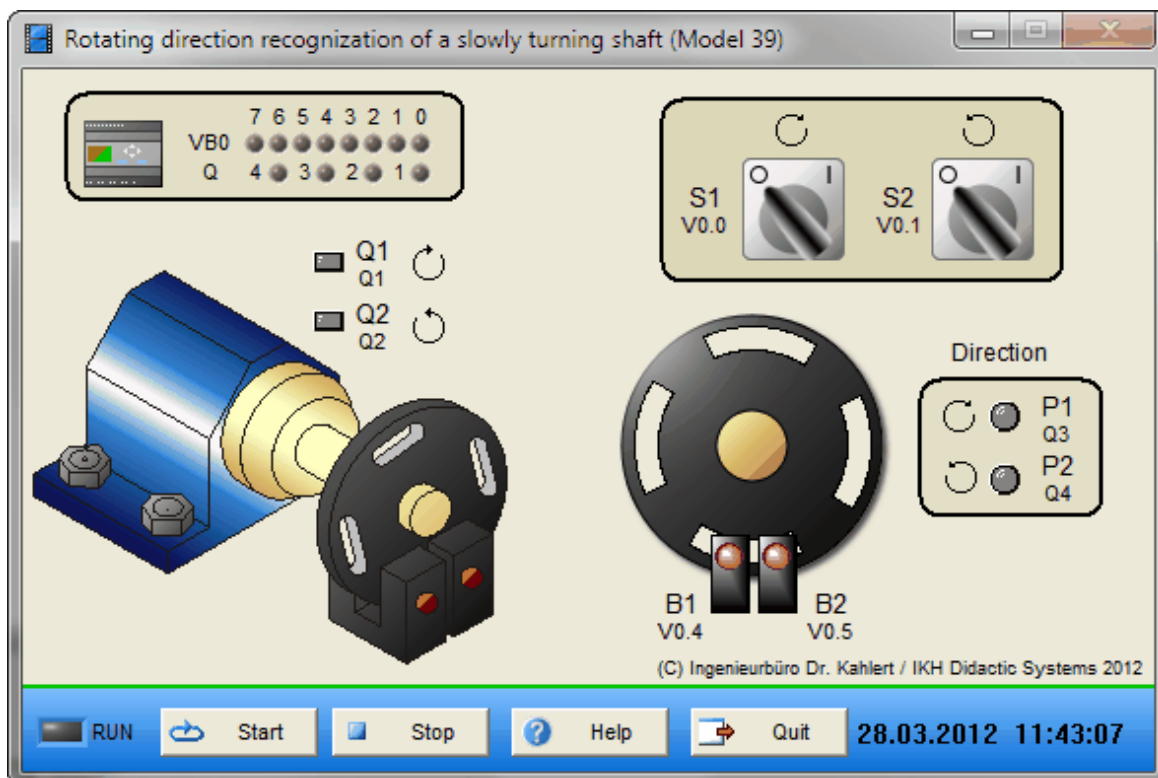 Rotating direction recognization of a slowly turning shaft (Model 39)
7 6 5 4 3 2 1 0
VB0
Q 4 3 2 1
Q1
Q1
Q2
Q2
S1
V0.0
O I
S2
V0.1
O I
Direction
P1
Q3
P2
Q4
B1
V0.4
B2
V0.5
(C) Ingenieurbüro Dr. Kahlert / IKH Didactic Systems 2012
RUN Start Stop Help Quit 28.03.2012 11:43:07